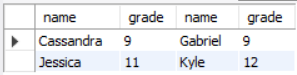 name grade name grade
Cassandra 9 Gabriel 9
Jessica 11 Kyle 12